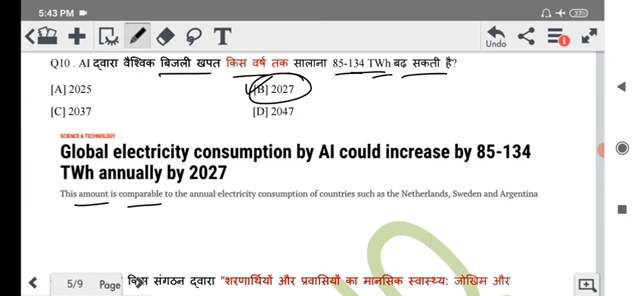 5:43 PM
37
Undo
Q10 . AI द्वारा वैश्विक बिजली खपत किस वर्ष तक सालाना 85-134 TWh बढ़ सकती है?
[A] 2025
[B] 2027
[C] 2037
[D] 2047
SCIENCE & TECHNOLOGY
Global electricity consumption by AI could increase by 85-134
TWh annually by 2027
This amount is comparable to the annual electricity consumption of countries such as the Netherlands, Sweden and Argentina
5/9 Page
संगठन द्वारा "शरणार्थियों और प्रवासियों का मानसिक स्वास्थ्य: जोखिम और